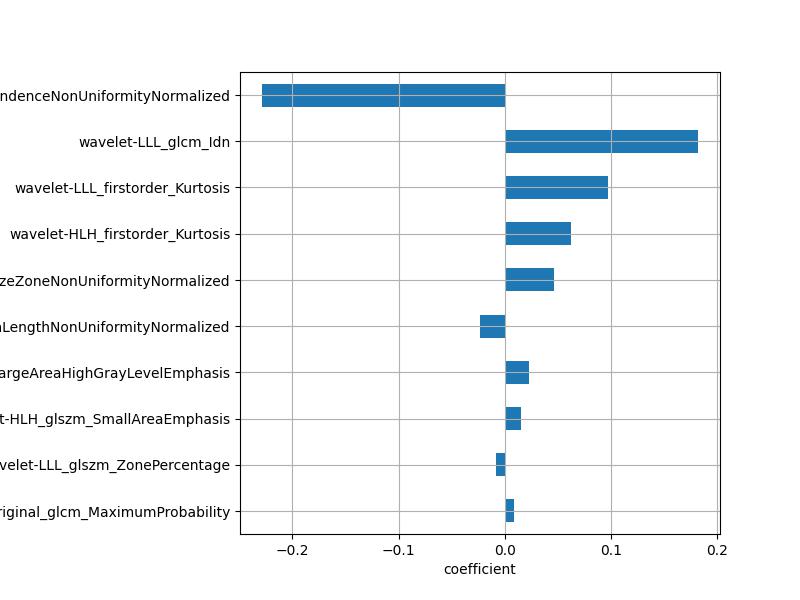 ndenceNonUniformityNormalized
wavelet-LLL_glcm_Idn
wavelet-LLL_firstorder_Kurtosis
wavelet-HLH_firstorder_Kurtosis
zeZoneNonUniformityNormalized
LengthNonUniformityNormalized
argeAreaHighGrayLevelEmphasis
t-HLH_glszm_SmallAreaEmphasis
velet-LLL_glszm_ZonePercentage
riginal_glcm_MaximumProbability
−0.2 −0.1 0.0 0.1 0.2
coefficient